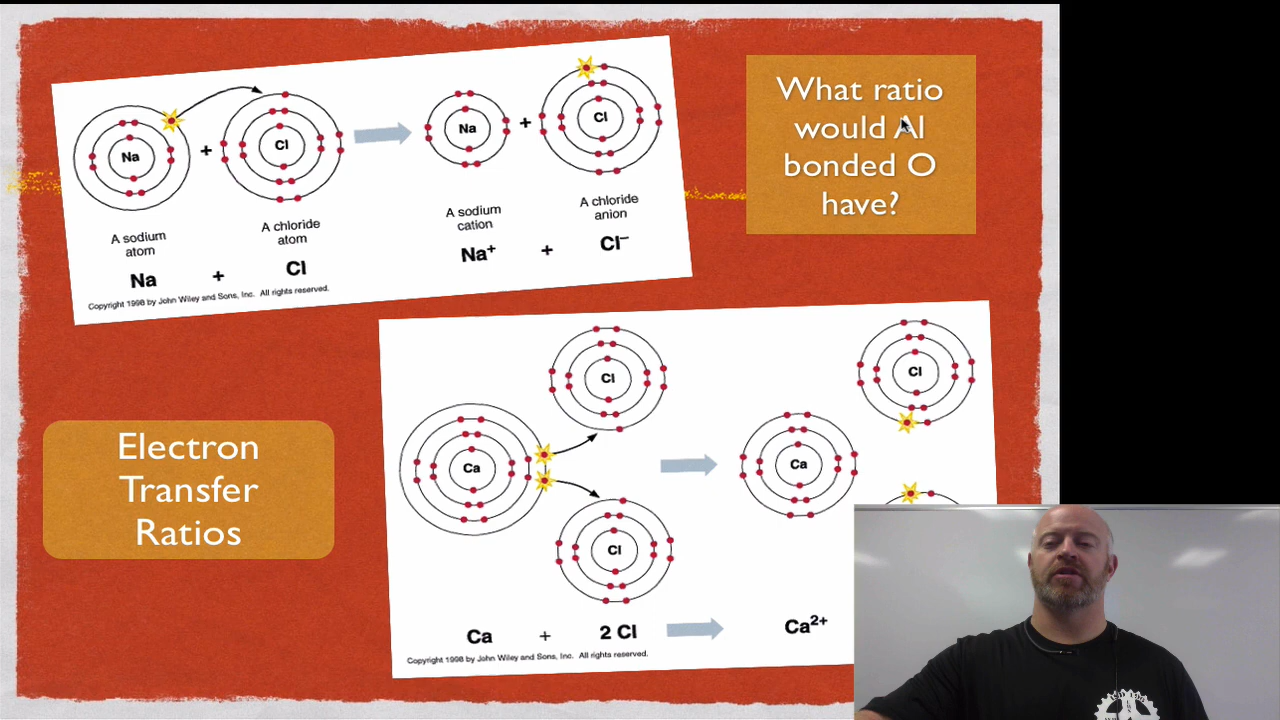 What ratio
would Al
bonded O
have?
Na
+
Cl
Na
+
Cl
A sodium
atom
A chloride
atom
A sodium
cation
A chloride
anion
Na + Cl
Na⁺ + Cl⁻
Copyright 1998 by John Wiley and Sons, Inc. All rights reserved.
Electron
Transfer
Ratios
Cl
Ca
Cl
Ca
Cl
Ca + 2 Cl
Ca²⁺
Copyright 1998 by John Wiley and Sons, Inc. All rights reserved.